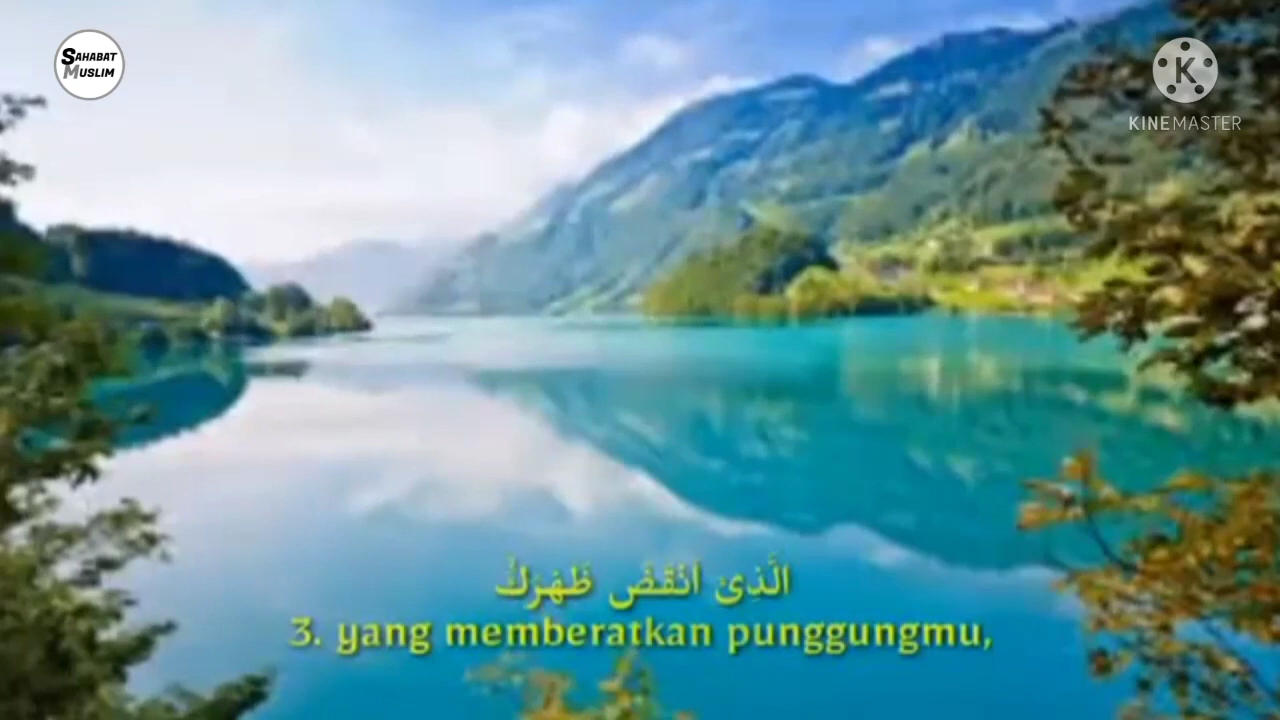 SAHABAT
MUSLIM
K
KINEMASTER
الَّذِيْٓ اَنْقَضَ ظَهْرَكَۙ
3. yang memberatkan punggungmu,